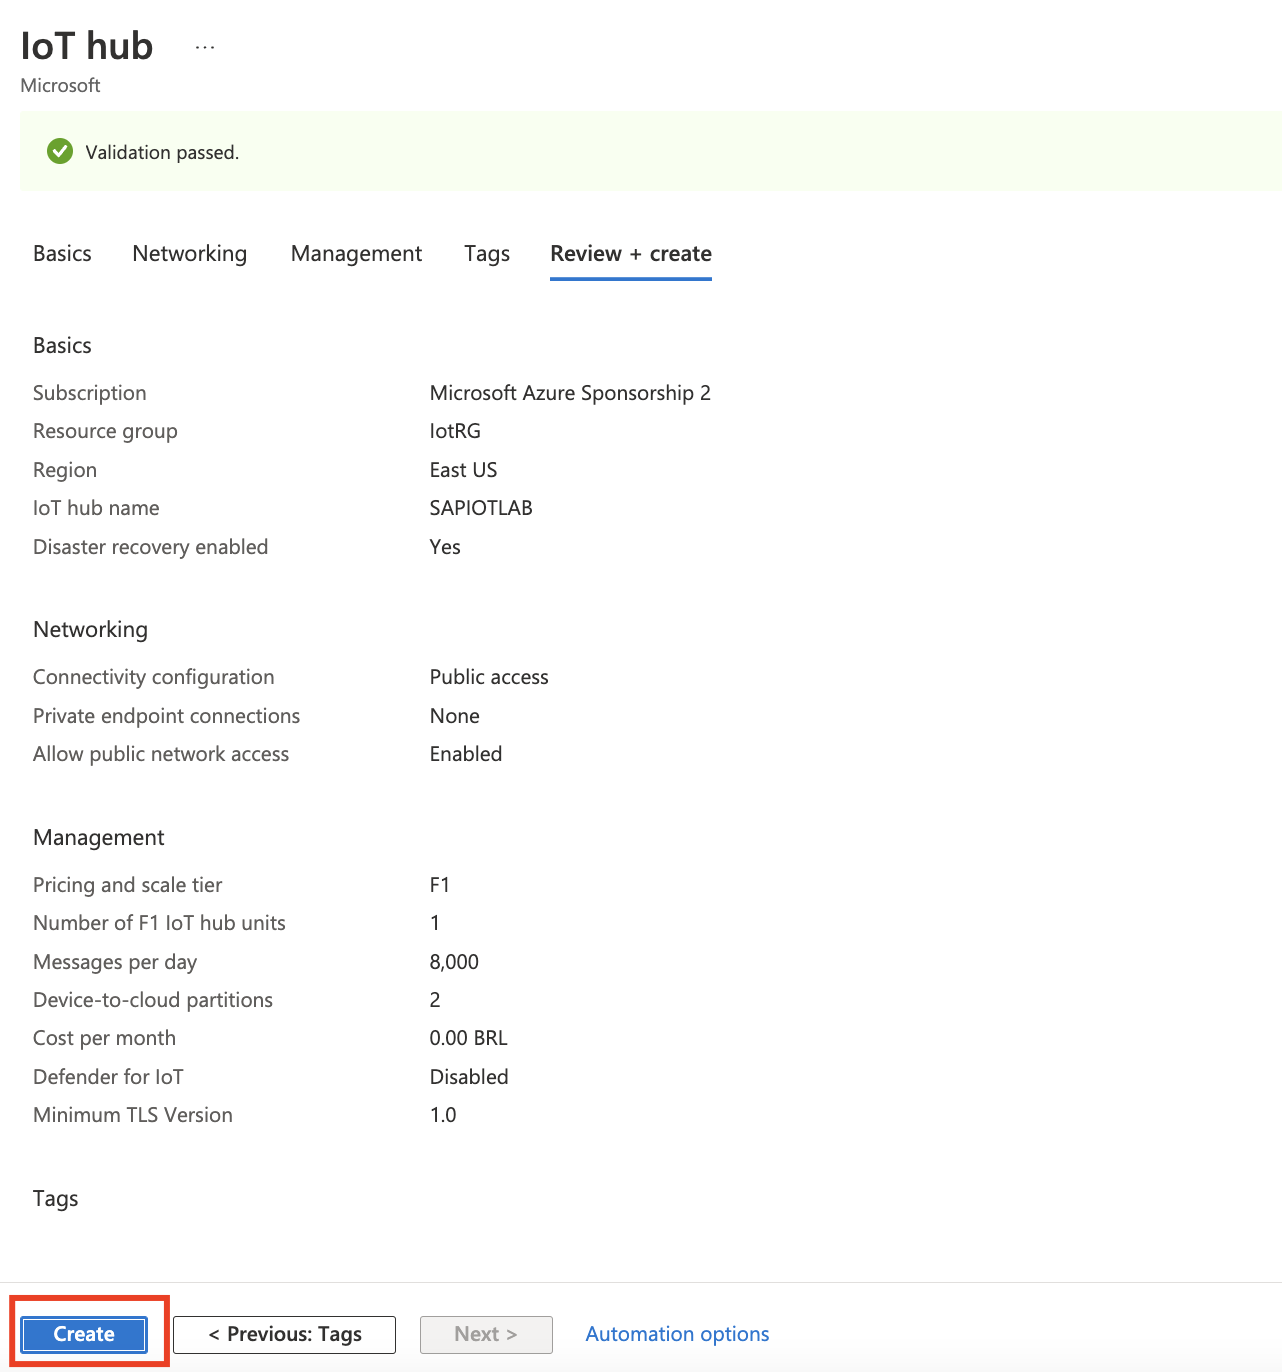 IoT hub ...
Microsoft
Validation passed.
Basics Networking Management Tags Review + create
Basics
Subscription Microsoft Azure Sponsorship 2
Resource group IotRG
Region East US
IoT hub name SAPIOTLAB
Disaster recovery enabled Yes
Networking
Connectivity configuration Public access
Private endpoint connections None
Allow public network access Enabled
Management
Pricing and scale tier F1
Number of F1 IoT hub units 1
Messages per day 8,000
Device-to-cloud partitions 2
Cost per month 0.00 BRL
Defender for IoT Disabled
Minimum TLS Version 1.0
Tags
Create < Previous: Tags Next > Automation options